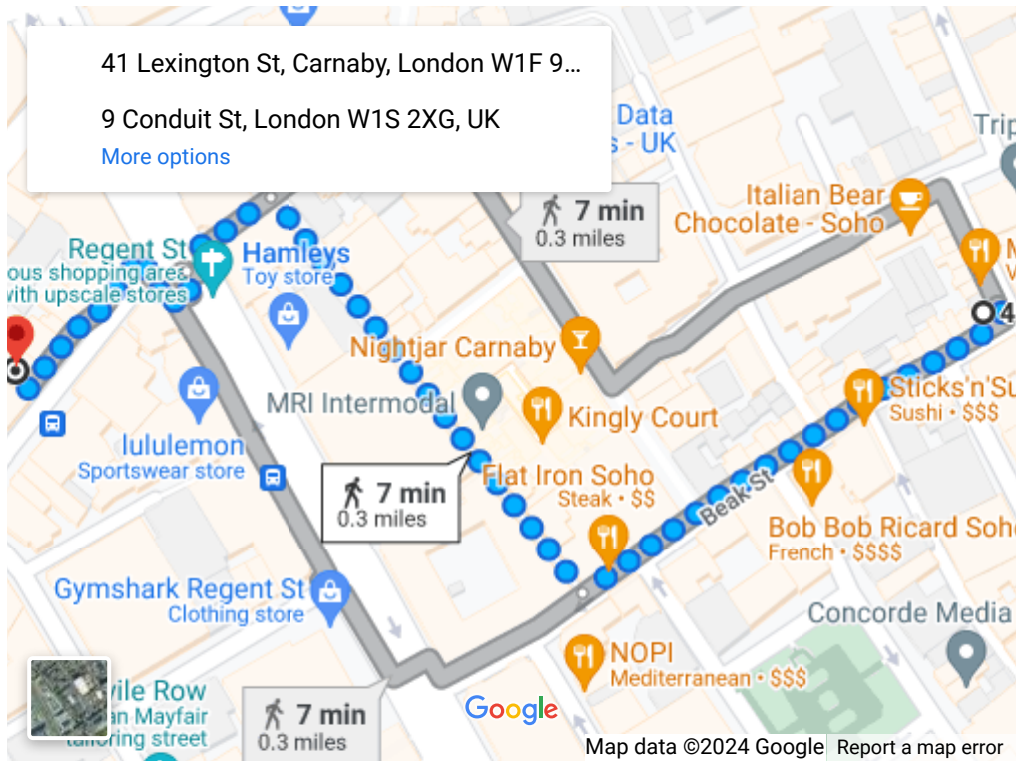 41 Lexington St, Carnaby, London W1F 9...
9 Conduit St, London W1S 2XG, UK
More options
Data
- UK
Trip
7 min
0.3 miles
Italian Bear
Chocolate - Soho
Regent St
ous shopping area
with upscale stores
Hamleys
Toy store
4
Nightjar Carnaby
MRI Intermodal
Kingly Court
Sticks'n'Su
Sushi • $$$
lululemon
Sportswear store
7 min
0.3 miles
Flat Iron Soho
Steak • $$
Beak St
Bob Bob Ricard Soho
French • $$$$
Gymshark Regent St
Clothing store
Concorde Media
NOPI
Mediterranean • $$$
vile Row
an Mayfair
tailoring street
7 min
0.3 miles
Google
Map data ©2024 Google
Report a map error